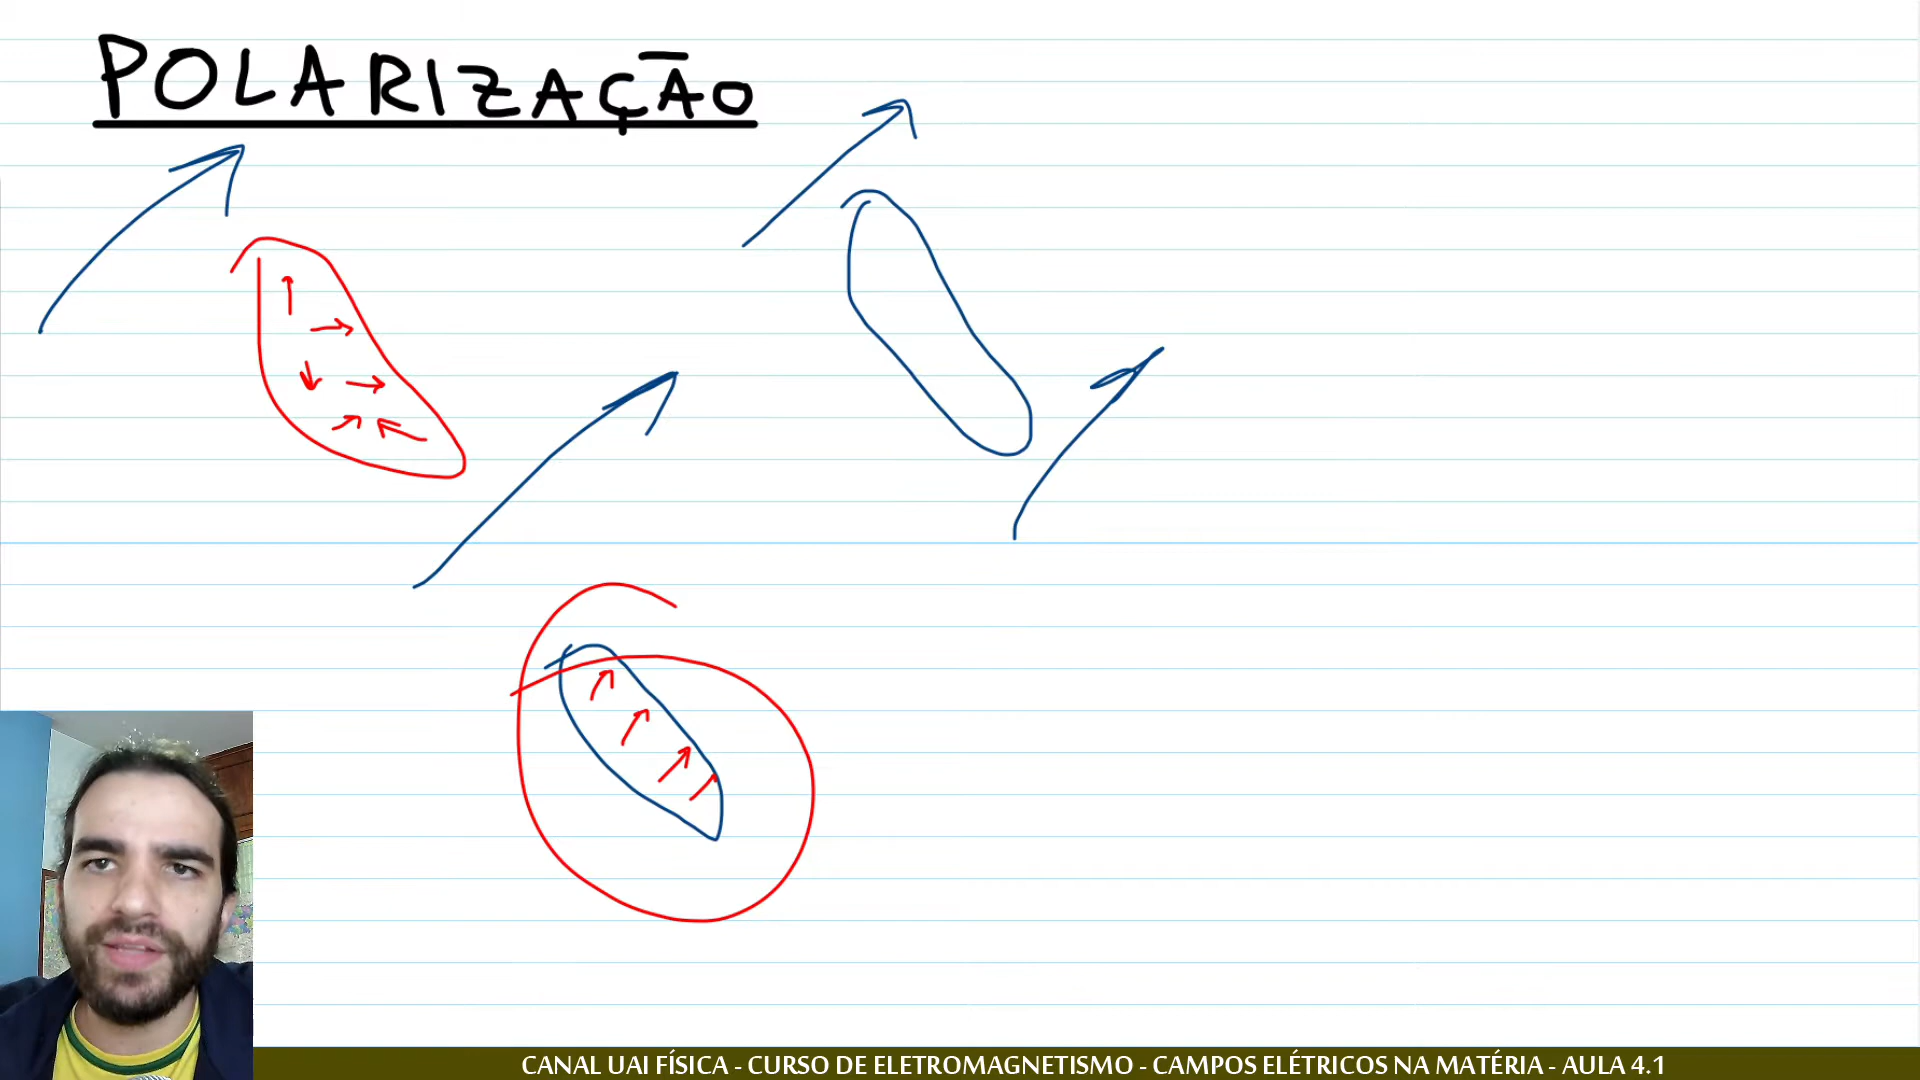 POLARIZAÇÃO
CANAL UAI FÍSICA - CURSO DE ELETROMAGNETISMO - CAMPOS ELÉTRICOS NA MATÉRIA - AULA 4.1